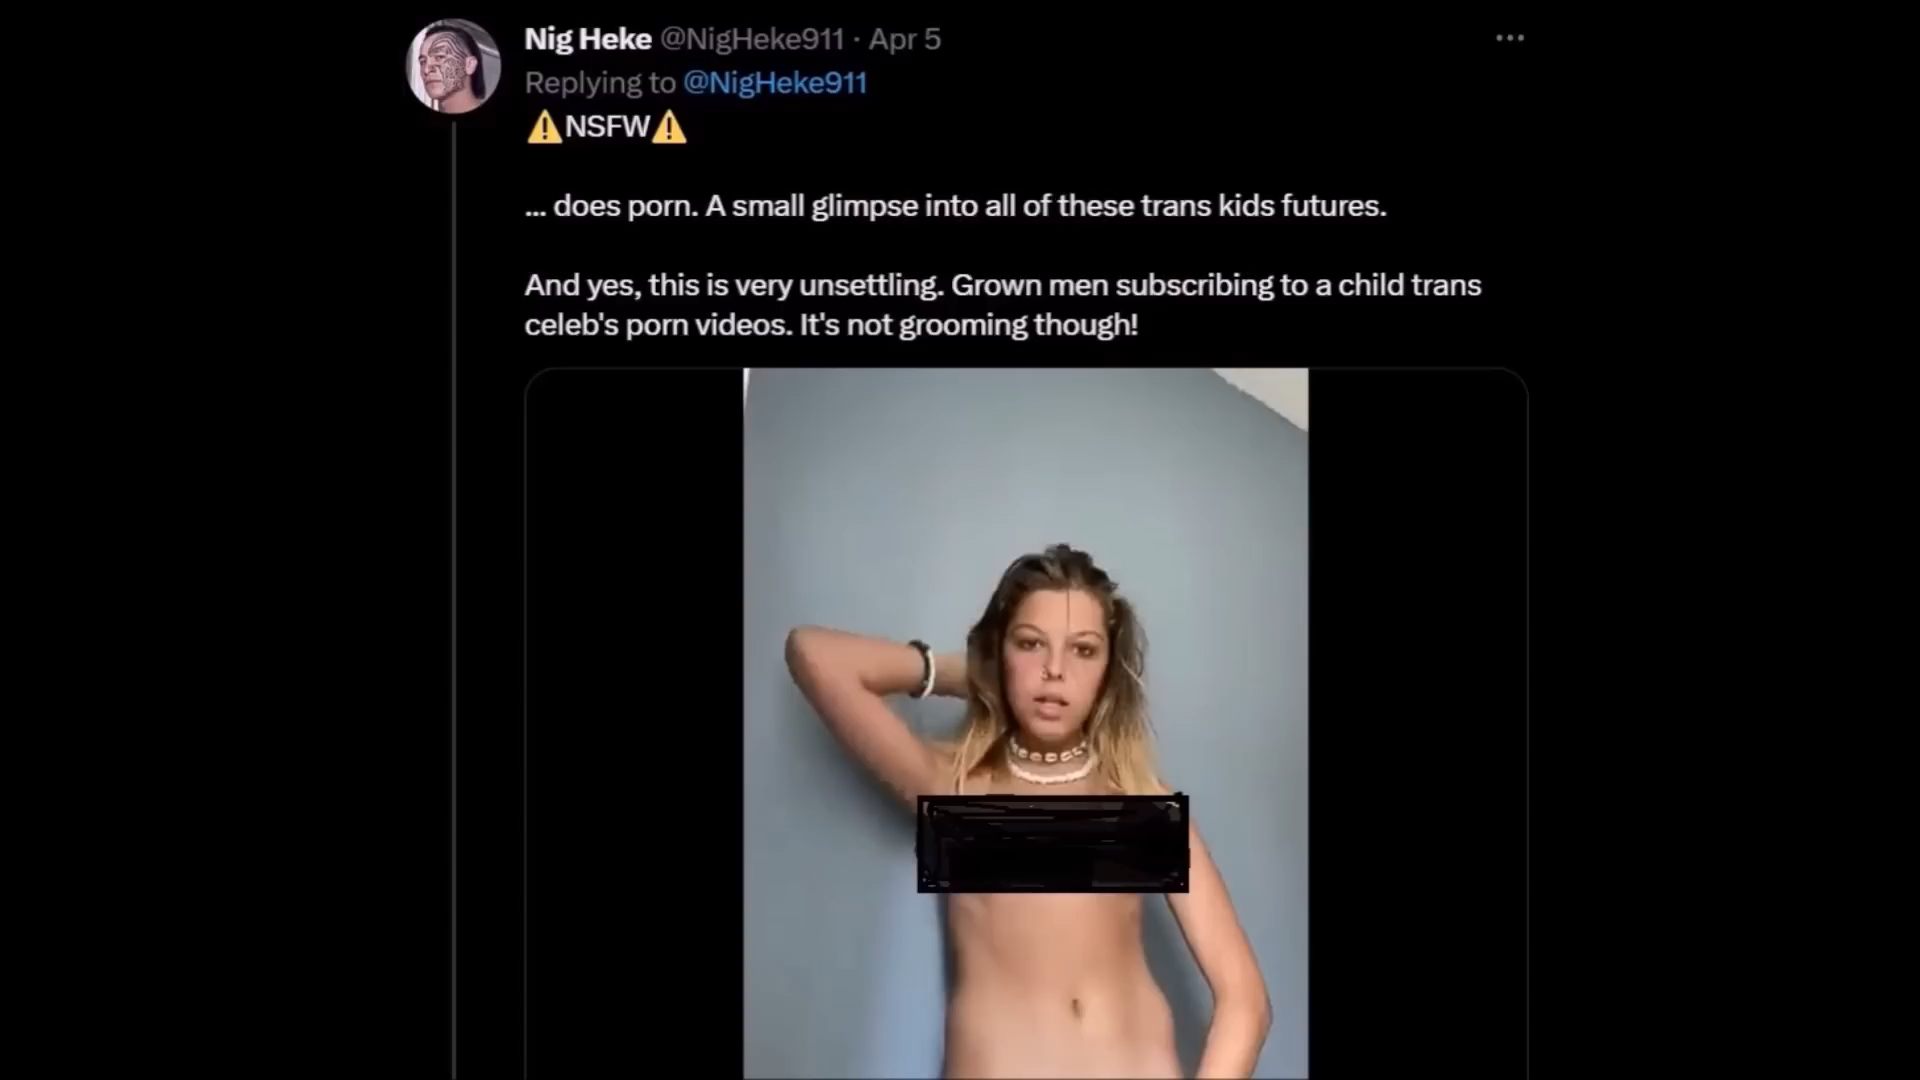 Nig Heke @NigHeke911 · Apr 5
Replying to @NigHeke911
⚠️NSFW⚠️
... does porn. A small glimpse into all of these trans kids futures.
And yes, this is very unsettling. Grown men subscribing to a child trans
celeb's porn videos. It's not grooming though!